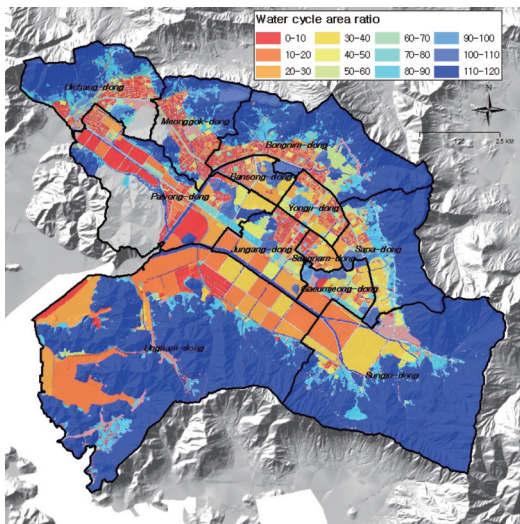 Water cycle area ratio
0-10 30-40 60-70 90-100
10-20 40-50 70-80 100-110
20-30 50-60 80-90 110-120
Uichang-dong
Meonggok-dong
N
2.5 KM
Bongnim-dong
Bansong-dong
Palyong-dong
Yongji-dong
Jungang-dong
Sapa-dong
Sangnam-dong
Gaeumjeong-dong
Ungnam-dong
Sungju-dong